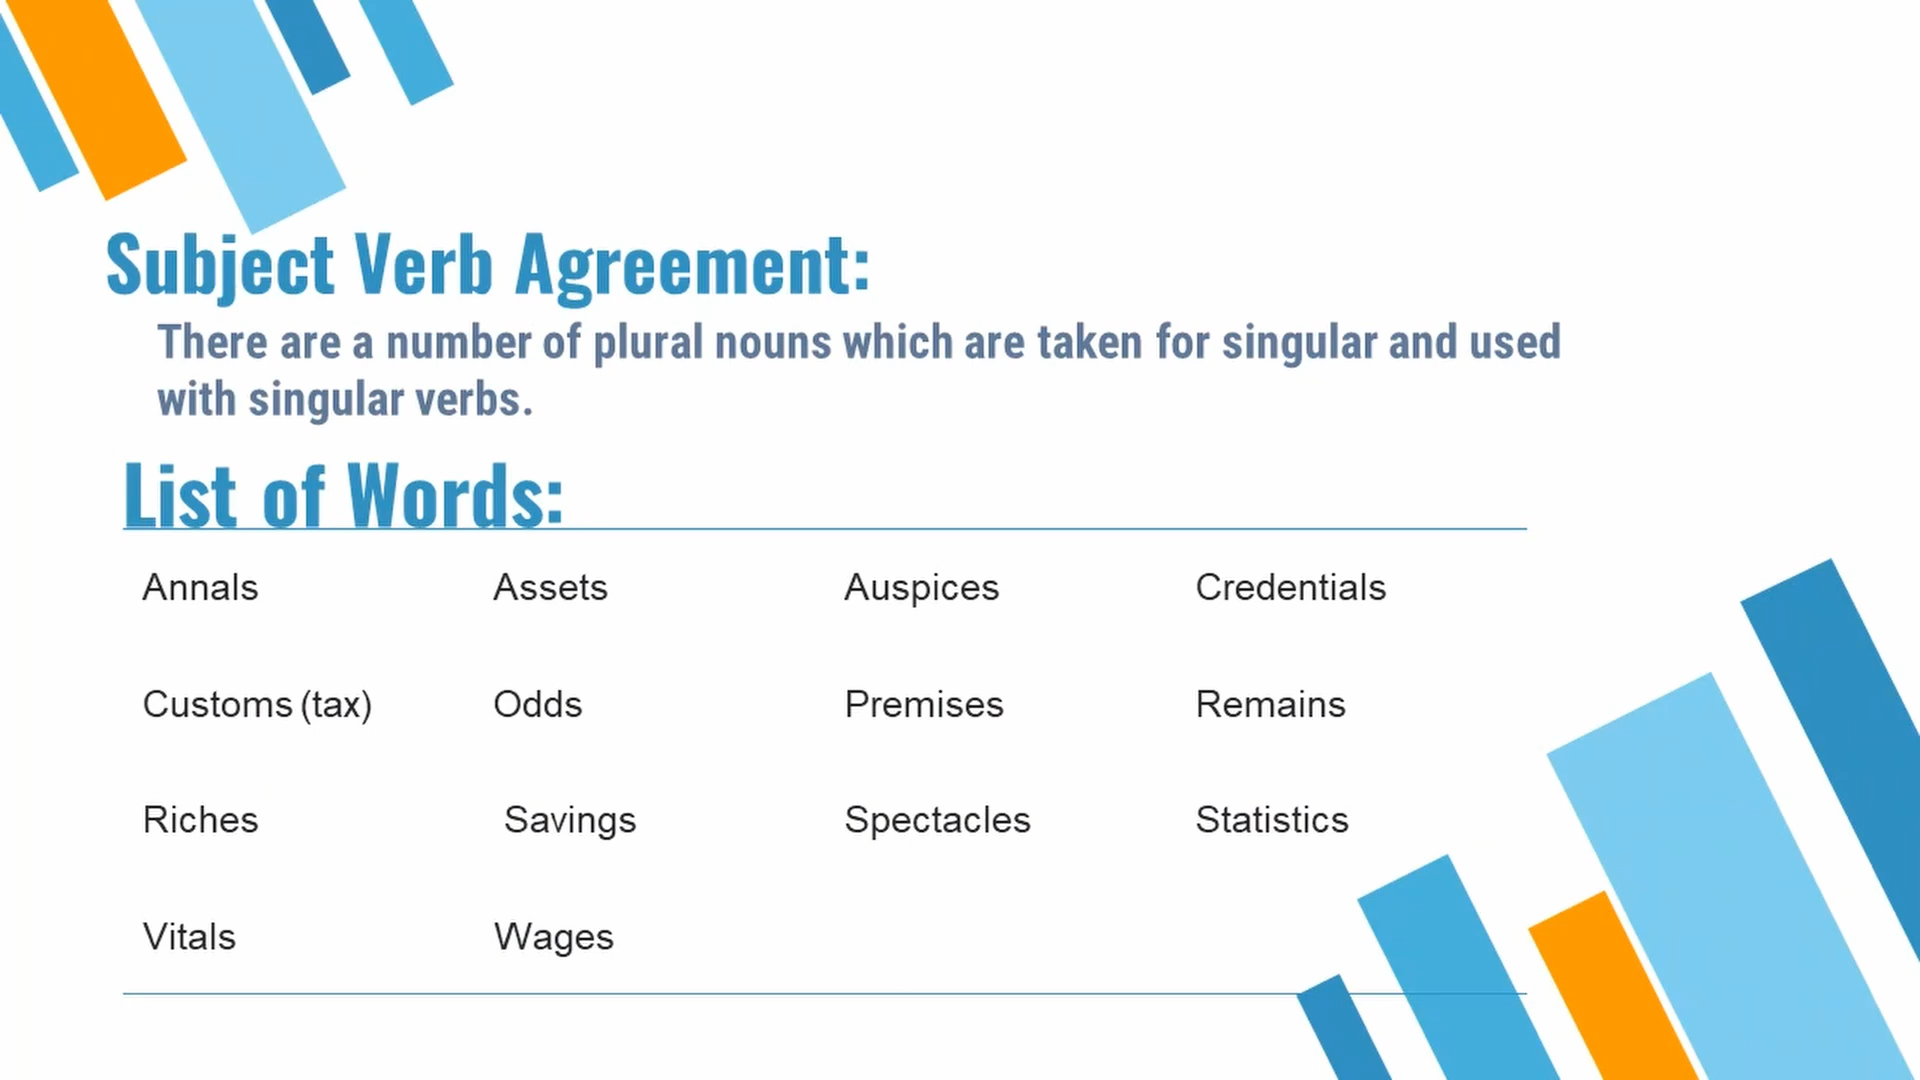 Subject Verb Agreement:
There are a number of plural nouns which are taken for singular and used
with singular verbs.
List of Words:
Annals Assets Auspices Credentials
Customs (tax) Odds Premises Remains
Riches Savings Spectacles Statistics
Vitals Wages